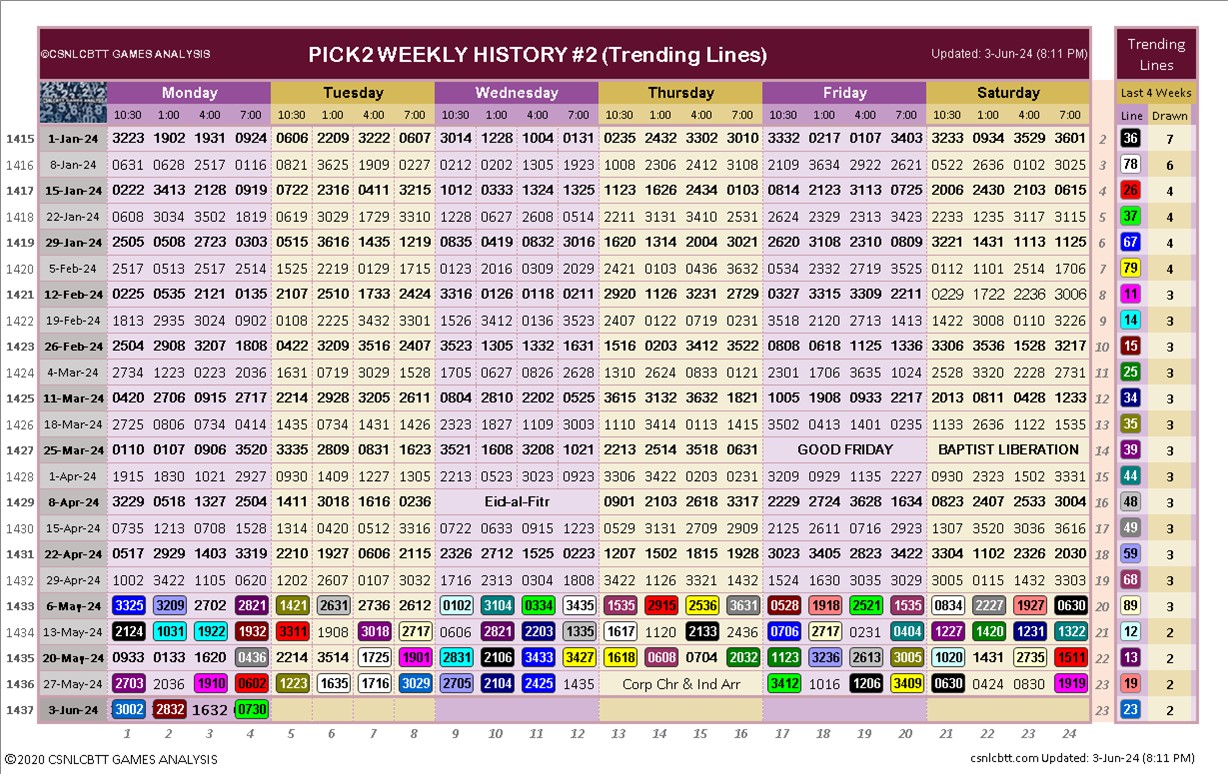 ©CSNLCBTT GAMES ANALYSIS PICK2 WEEKLY HISTORY #2 (Trending Lines) Updated: 3-Jun-24 (8:11 PM) Trending Lines
Monday Tuesday Wednesday Thursday Friday Saturday Last 4 Weeks
10:30 1:00 4:00 7:00 10:30 1:00 4:00 7:00 10:30 1:00 4:00 7:00 10:30 1:00 4:00 7:00 10:30 1:00 4:00 7:00 10:30 1:00 4:00 7:00 Line Drawn
1415 1-Jan-24 3223 1902 1931 0924 0606 2209 3222 0607 3014 1228 1004 0131 0235 2432 3302 3010 3332 0217 0107 3403 3233 0934 3529 3601 2 36 7
1416 8-Jan-24 0631 0628 2517 0116 0821 3625 1909 0227 0212 0202 1305 1923 1008 2306 2412 3108 2109 3634 2222 2621 0522 2636 0102 3025 3 78 6
1417 15-Jan-24 0222 3413 2128 0919 0722 2316 0411 3215 1012 0333 1324 1325 1123 1626 2434 0103 0814 2123 3113 0725 2006 2430 2103 0615 4 26 4
1418 22-Jan-24 0608 3034 3502 1819 0619 3029 1729 3310 1228 0627 2608 0514 2211 3131 3410 2531 2624 2329 2313 3423 2233 1235 3117 3115 5 37 4
1419 29-Jan-24 2505 0508 2723 0303 0515 3616 1435 1219 0835 0419 0832 3016 1620 1314 2004 3021 2620 3108 2310 0809 3221 1431 1113 1125 6 67 4
1420 5-Feb-24 2517 0513 2517 2514 1525 2219 0129 1715 0123 2016 0309 2029 2421 0103 0436 3632 0534 2332 2719 3525 0112 1101 2514 1706 7 79 4
1421 12-Feb-24 0225 0535 2121 0135 2107 2510 1733 2424 3316 0126 0118 0211 2920 1126 3231 2729 0327 3315 3309 2211 0229 1722 2236 3006 8 11 3
1422 19-Feb-24 1813 2935 3024 0902 0108 2225 3432 3301 1526 3412 0136 3523 2407 0122 0719 0231 3518 2120 2713 1413 1422 3008 0110 3226 9 14 3
1423 26-Feb-24 2504 2908 3207 1808 0422 3209 3516 2407 3523 1305 1332 1631 1516 0203 3412 3522 0808 0618 1125 1336 3306 3536 1528 3217 10 15 3
1424 4-Mar-24 2734 1223 0223 2036 1631 0719 3029 1528 1105 0627 0826 2628 1310 2624 0833 0121 2301 1706 3635 1024 2528 3320 2228 2731 11 25 3
1425 11-Mar-24 0420 2706 0915 2717 2214 2928 3205 2611 0804 2810 2202 0525 3615 3132 3632 1821 1005 1908 0933 2217 2013 0811 0428 1233 12 34 3
1426 18-Mar-24 2725 0806 0734 0414 1435 0734 1431 1426 2323 1827 1109 3003 1110 3414 0113 1415 3502 0413 1401 0235 1133 2636 1122 1535 13 35 3
1427 25-Mar-24 0110 0107 0906 3520 3335 2809 0831 1623 3521 1608 3208 1021 2213 2514 3518 0631 GOOD FRIDAY BAPTIST LIBERATION 14 39 3
1428 1-Apr-24 1915 1830 1021 2927 0930 1409 1227 1305 2213 0523 3023 0923 3306 3422 0203 0231 3209 0929 1135 2227 0930 2323 1502 3331 15 44 3
1429 8-Apr-24 3229 0518 1327 2504 1411 3018 1616 0236 Eid-al-Fitr 0901 2103 2618 3317 2229 2724 3628 1634 0823 2407 2533 3004 16 48 3
1430 15-Apr-24 0735 1213 0708 1528 1314 0420 0512 3316 0722 0633 0915 1223 0529 3131 2709 2909 2125 2611 0716 2923 1307 3520 3036 3616 17 49 3
1431 22-Apr-24 0517 2929 1403 3319 2210 1927 0606 2115 2326 2712 1525 0223 1207 1502 1815 1928 3023 3405 2823 3422 3304 1102 2326 2030 18 59 3
1432 29-Apr-24 1002 3422 1105 0620 1202 2607 0107 3032 1716 2313 0304 1808 3422 1126 3321 1432 1524 1630 3035 3029 3005 0115 1432 3303 19 68 3
1433 6-May-24 3325 3209 2702 2821 1421 2631 2736 2612 0102 3104 0334 3435 1535 2915 2536 3631 0528 1918 2521 1535 0834 2227 1927 0630 20 89 3
1434 13-May-24 2124 1031 1922 1932 3311 1908 3018 2717 0606 2821 2203 1335 1617 1120 2133 2436 0706 2717 0231 0404 1227 1420 1231 1322 21 12 2
1435 20-May-24 0933 0133 1620 0436 2214 3514 1725 1901 2831 2106 3433 3427 1618 0608 0704 2032 1123 3236 2613 3005 1020 1431 2735 1511 22 13 2
1436 27-May-24 2703 2036 1910 0602 1223 1635 1716 3029 2705 2104 2425 1435 Corp Chr & Ind Arr 3412 1016 1206 3409 0630 0424 0830 1919 23 19 2
1437 3-Jun-24 3002 2832 1632 0730 23 23 2
1 2 3 4 5 6 7 8 9 10 11 12 13 14 15 16 17 18 19 20 21 22 23 24
©2020 CSNLCBTT GAMES ANALYSIS csnlcbtt.com Updated: 3-Jun-24 (8:11 PM)